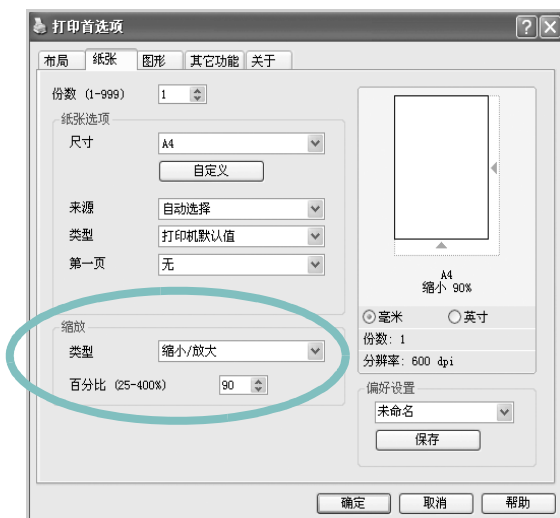 打印首选项
布局 纸张 图形 其它功能 关于
份数 (1-999) 1
纸张选项
尺寸 A4
自定义
来源 自动选择
类型 打印机默认值
第一页 无
缩放
类型 缩小/放大
百分比 (25-400%) 90
A4
缩小 90%
毫米 英寸
份数: 1
分辨率: 600 dpi
偏好设置
未命名
保存
确定 取消 帮助